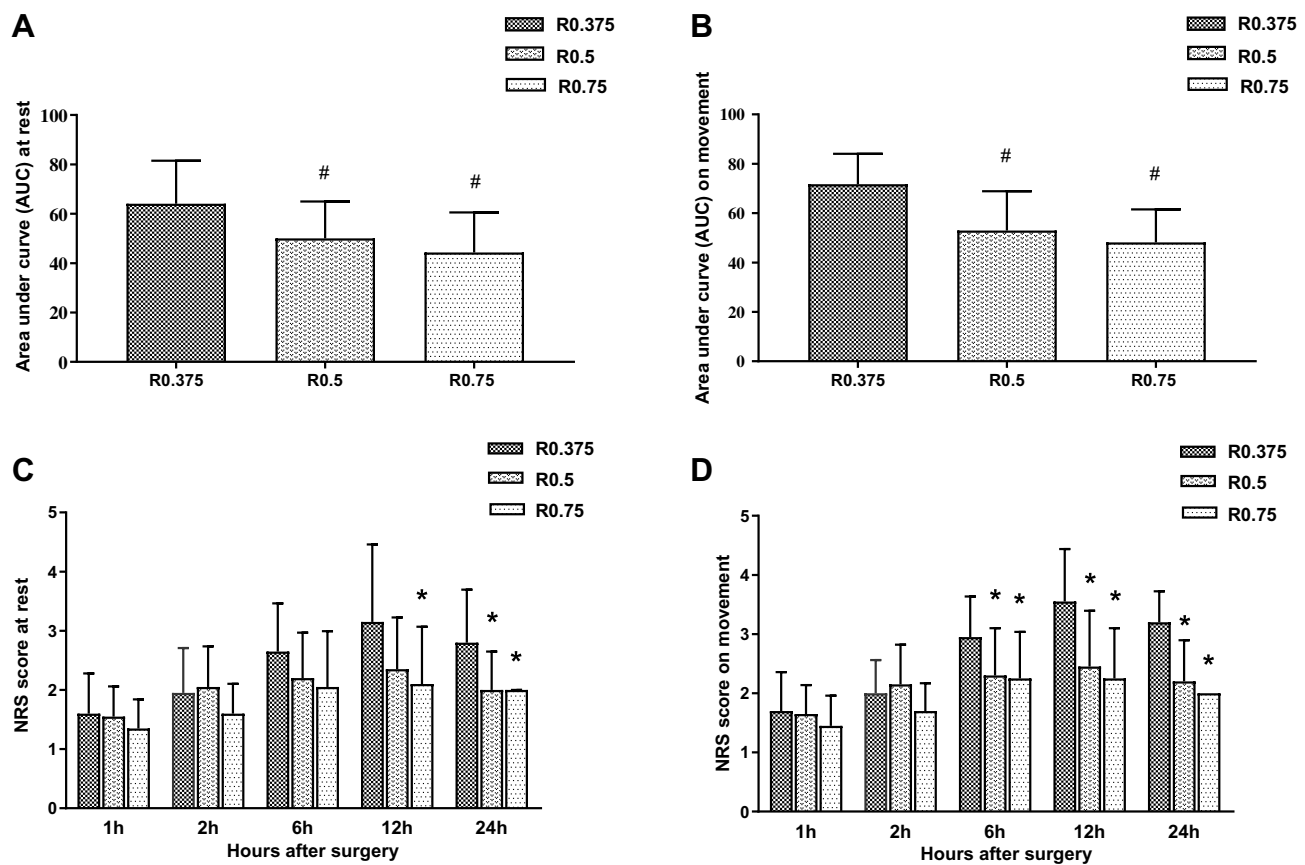 A
R0.375
R0.5
R0.75
Area under curve (AUC) at rest
100
80
60
40
20
0
#
#
R0.375
R0.5
R0.75
B
R0.375
R0.5
R0.75
Area under curve (AUC) on movement
100
80
60
40
20
0
#
#
R0.375
R0.5
R0.75
C
R0.375
R0.5
R0.75
NRS score at rest
5
4
3
2
1
0
*
*
*
1h
2h
6h
12h
24h
Hours after surgery
D
R0.375
R0.5
R0.75
NRS score on movement
5
4
3
2
1
0
*
*
*
*
*
*
1h
2h
6h
12h
24h
Hours after surgery